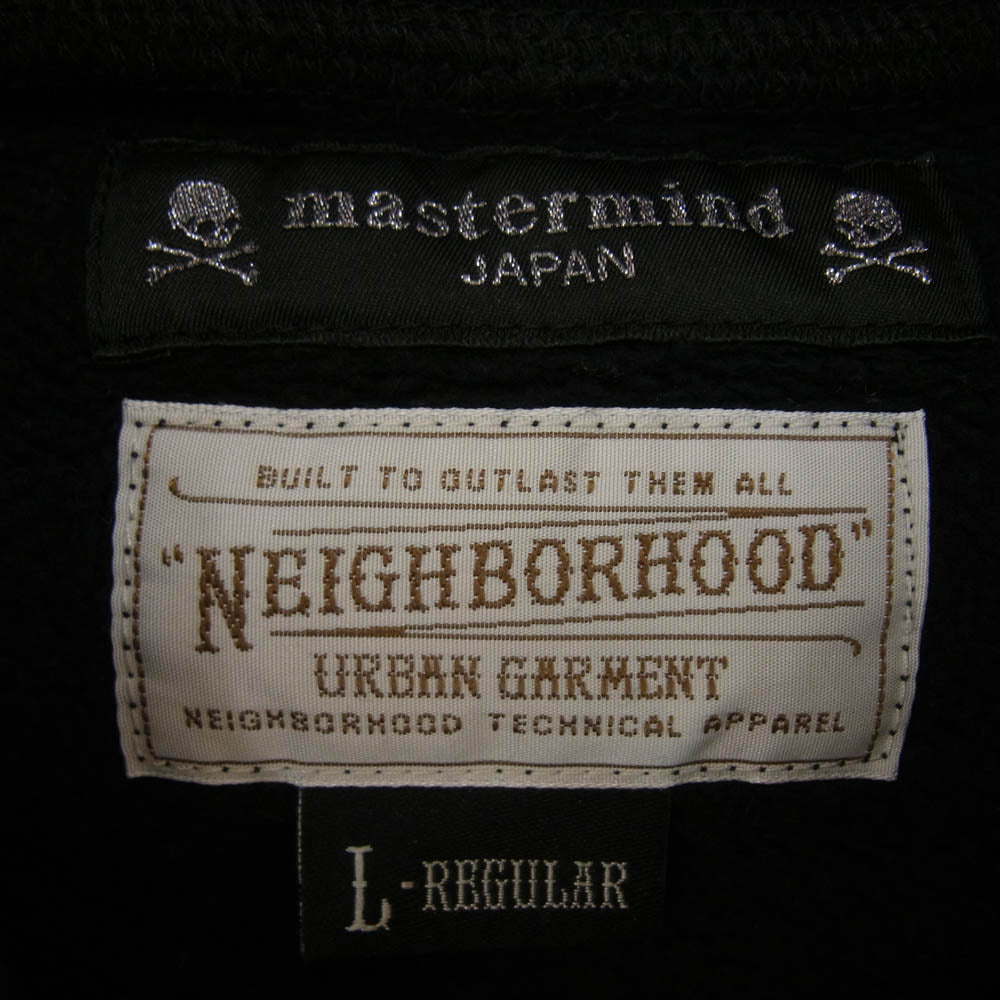 mastermind
JAPAN
BUILT TO OUTLAST THEM ALL
"NEIGHBORHOOD"
URBAN GARMENT
NEIGHBORHOOD TECHNICAL APPAREL
L-REGULAR